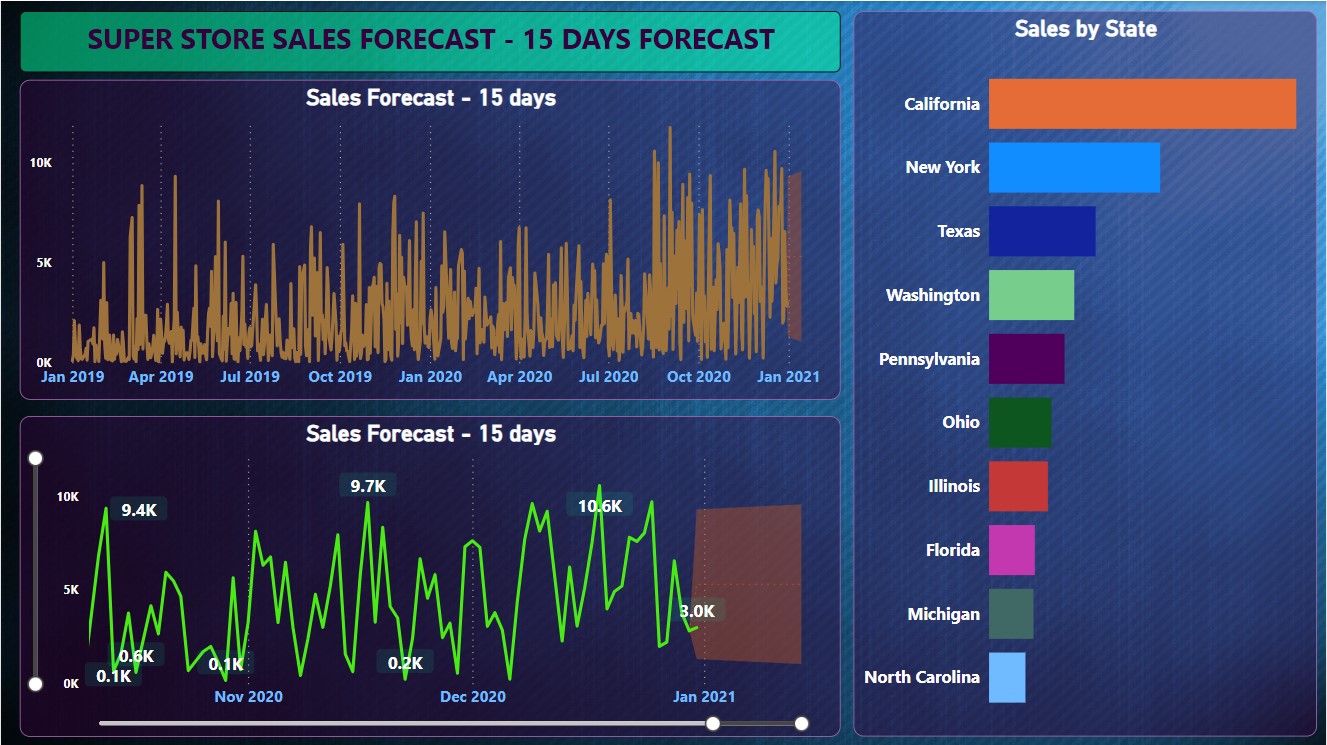 SUPER STORE SALES FORECAST - 15 DAYS FORECAST
Sales Forecast - 15 days
10K
5K
0K
Jan 2019 Apr 2019 Jul 2019 Oct 2019 Jan 2020 Apr 2020 Jul 2020 Oct 2020 Jan 2021
Sales Forecast - 15 days
10K
5K
0K
9.4K
9.7K
10.6K
3.0K
0.6K
0.1K
0.1K
0.2K
Nov 2020 Dec 2020 Jan 2021
Sales by State
California
New York
Texas
Washington
Pennsylvania
Ohio
Illinois
Florida
Michigan
North Carolina